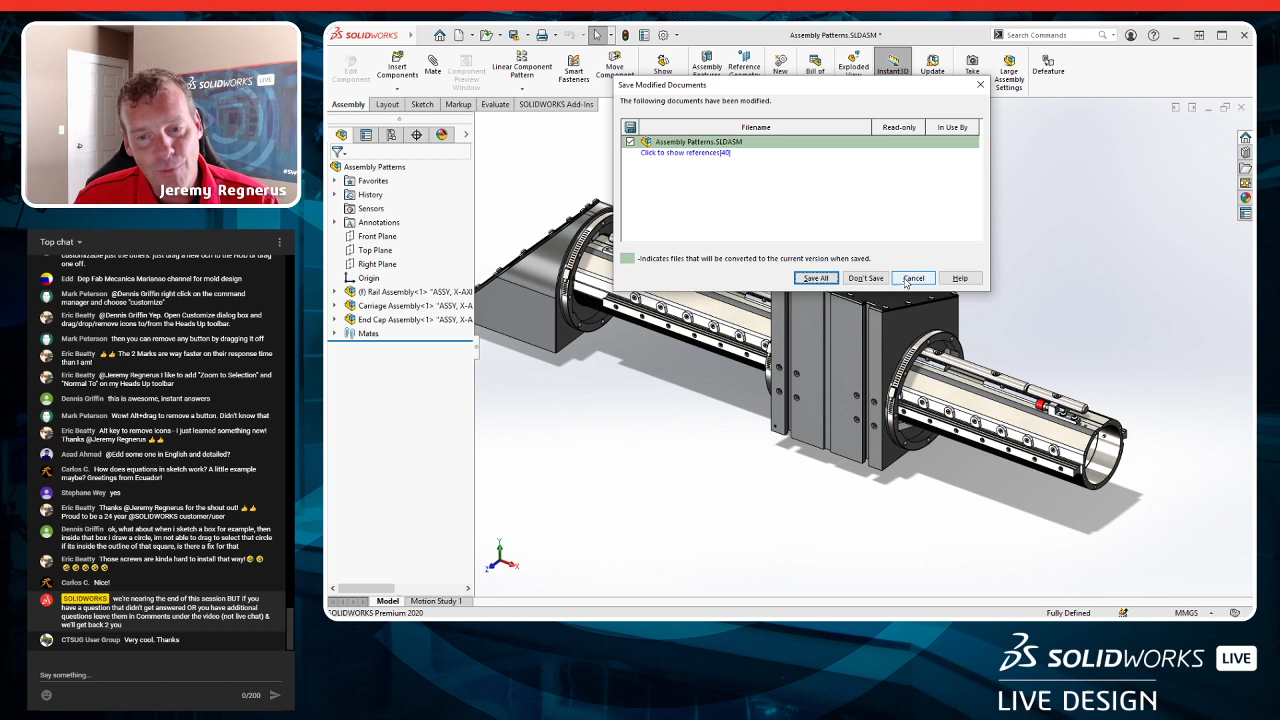 SOLIDWORKS LIVE
Jeremy Regnerus
Top chat
customizable just the others. just drag a new och to the HUD or drag
one off.
Edd Dep Fab Mecanica Marianso channel for mold design
Mark Peterson @Dennis Griffin right click on the command
manager and choose "customize"
Eric Beatty @Dennis Griffin Yep. Open Customize dialog box and
drag/drop/remove icons to/from the Heads Up toolbar.
Mark Peterson then you can remove any button by dragging it off
Eric Beatty 👍👍 The 2 Marks are way faster on their response time
than I am!
Eric Beatty @Jeremy Regnerus I like to add "Zoom to Selection" and
"Normal To" on my Heads Up toolbar
Dennis Griffin this is awesome, instant answers
Mark Peterson Wow! Alt+drag to remove a button. Didn't know that
Eric Beatty Alt key to remove icons - I just learned something new!
Thanks @Jeremy Regnerus 👍👍
Asad Ahmad @Edd some one in English and detailed?
Carlos C. How does equations in sketch work? A little example
maybe? Greetings from Ecuador!
Stephane Wey yes
Eric Beatty Thanks @Jeremy Regnerus for the shout out! 👍👍
Proud to be a 24 year @SOLIDWORKS customer/user
Dennis Griffin ok, what about when i sketch a box for example, then
inside that box i draw a circle, im not able to drag to select that circle
if its inside the outline of that square, is there a fix for that
Eric Beatty Those screws are kinda hard to install that way!
Carlos C. Nice!
SOLIDWORKS we're nearing the end of this session BUT if you
have a question that didn't get answered OR you have additional
questions leave them in Comments under the video (not live chat) &
we'll get back 2 you
CTSUG User Group Very cool. Thanks
Say something...
0/200
SOLIDWORKS
Assembly Patterns.SLDASM *
Search Commands
Edit
Component
Insert
Components
Mate
Component
Preview
Window
Linear Component
Pattern
Smart
Fasteners
Move
Component
Show
Assembly
Features
Reference
Geometry
New
Bill of
Exploded
View
Instant3D
Update
Take
Large
Assembly
Settings
Defeature
Assembly
Layout
Sketch
Markup
Evaluate
SOLIDWORKS Add-Ins
Assembly Patterns
Favorites
History
Sensors
Annotations
Front Plane
Top Plane
Right Plane
Origin
(f) Rail Assembly<1> "ASSY, X-AXI
Carriage Assembly<1> "ASSY, X-A
End Cap Assembly<1> "ASSY, X-A
Mates
Save Modified Documents
The following documents have been modified.
Filename
Read-only
In Use By
Assembly Patterns.SLDASM
Click to show references[40]
-indicates files that will be converted to the current version when saved.
Save All
Don't Save
Cancel
Help
Y
X
Z
Model
Motion Study 1
SOLIDWORKS Premium 2020
Fully Defined
MMGS
SOLIDWORKS LIVE
LIVE DESIGN